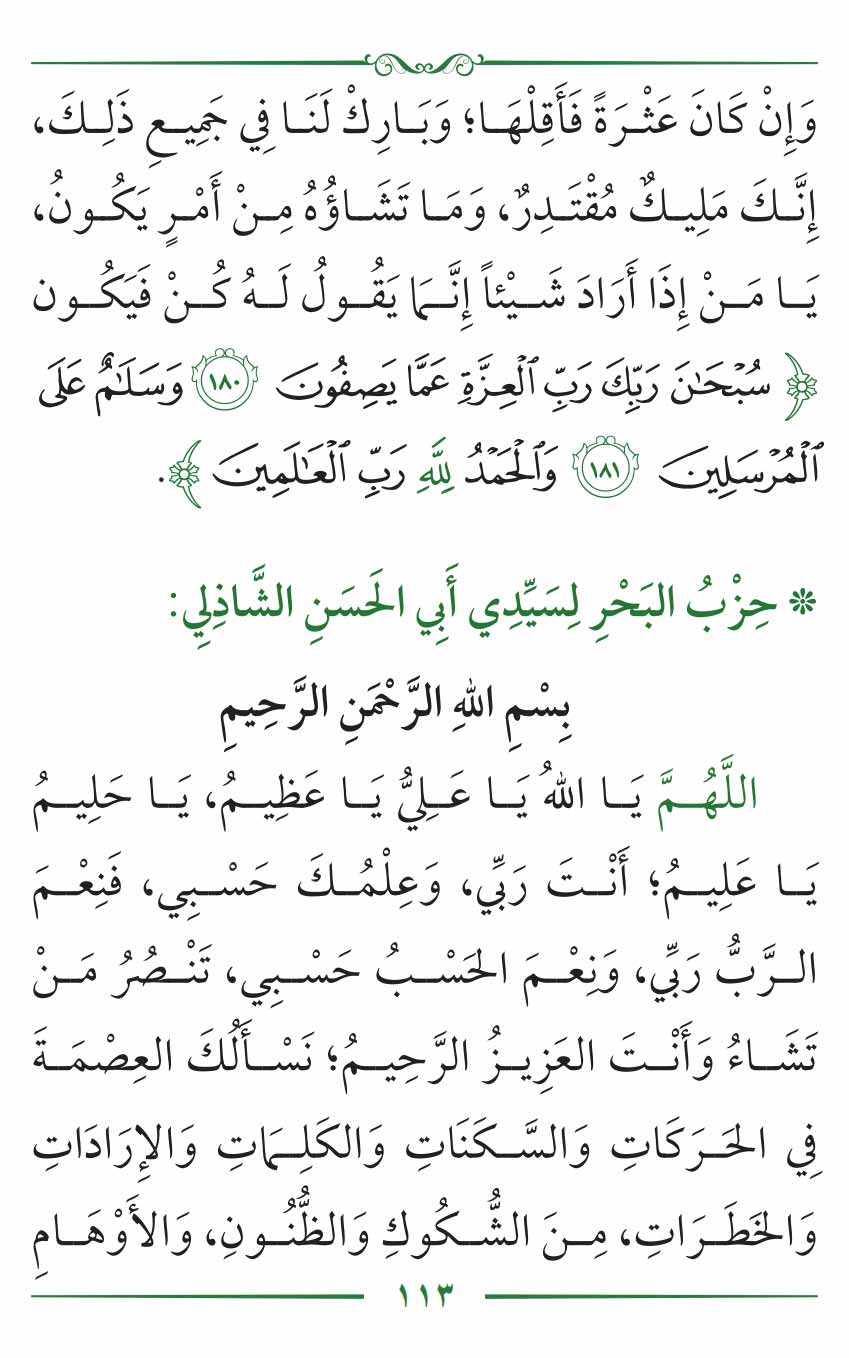 وَإِنْ كَانَ عَثْرَةً فَأَقِلْهَا؛ وَبَارِكْ لَنَا فِي جَمِيعِ ذَلِكَ،
إِنَّكَ مَلِيكٌ مُقْتَدِرٌ، وَمَا تَشَاؤُهُ مِنْ أَمْرٍ يَكُونُ،
يَا مَنْ إِذَا أَرَادَ شَيْئاً إِنَّمَا يَقُولُ لَهُ كُنْ فَيَكُون
﴿ سُبْحَٰنَ رَبِّكَ رَبِّ ٱلْعِزَّةِ عَمَّا يَصِفُونَ ١٨٠ وَسَلَٰمٌ عَلَى
ٱلْمُرْسَلِينَ ١٨١ وَٱلْحَمْدُ لِلَّهِ رَبِّ ٱلْعَٰلَمِينَ ﴾.
* حِزْبُ البَحْرِ لِسَيِّدِي أَبِي الحَسَنِ الشَّاذِلِي:
بِسْمِ اللهِ الرَّحْمَنِ الرَّحِيمِ
اللَّهُمَّ يَا اللهُ يَا عَلِيُّ يَا عَظِيمُ، يَا حَلِيمُ
يَا عَلِيمُ؛ أَنْتَ رَبِّي، وَعِلْمُكَ حَسْبِي، فَنِعْمَ
الرَّبُّ رَبِّي، وَنِعْمَ الحَسْبُ حَسْبِي، تَنْصُرُ مَنْ
تَشَاءُ وَأَنْتَ العَزِيزُ الرَّحِيمُ؛ نَسْأَلُكَ العِصْمَةَ
فِي الحَرَكَاتِ وَالسَّكَنَاتِ وَالكَلِمَاتِ وَالإِرَادَاتِ
وَالخَطَرَاتِ، مِنَ الشُّكُوكِ وَالظُّنُونِ، وَالأَوْهَامِ
١١٣